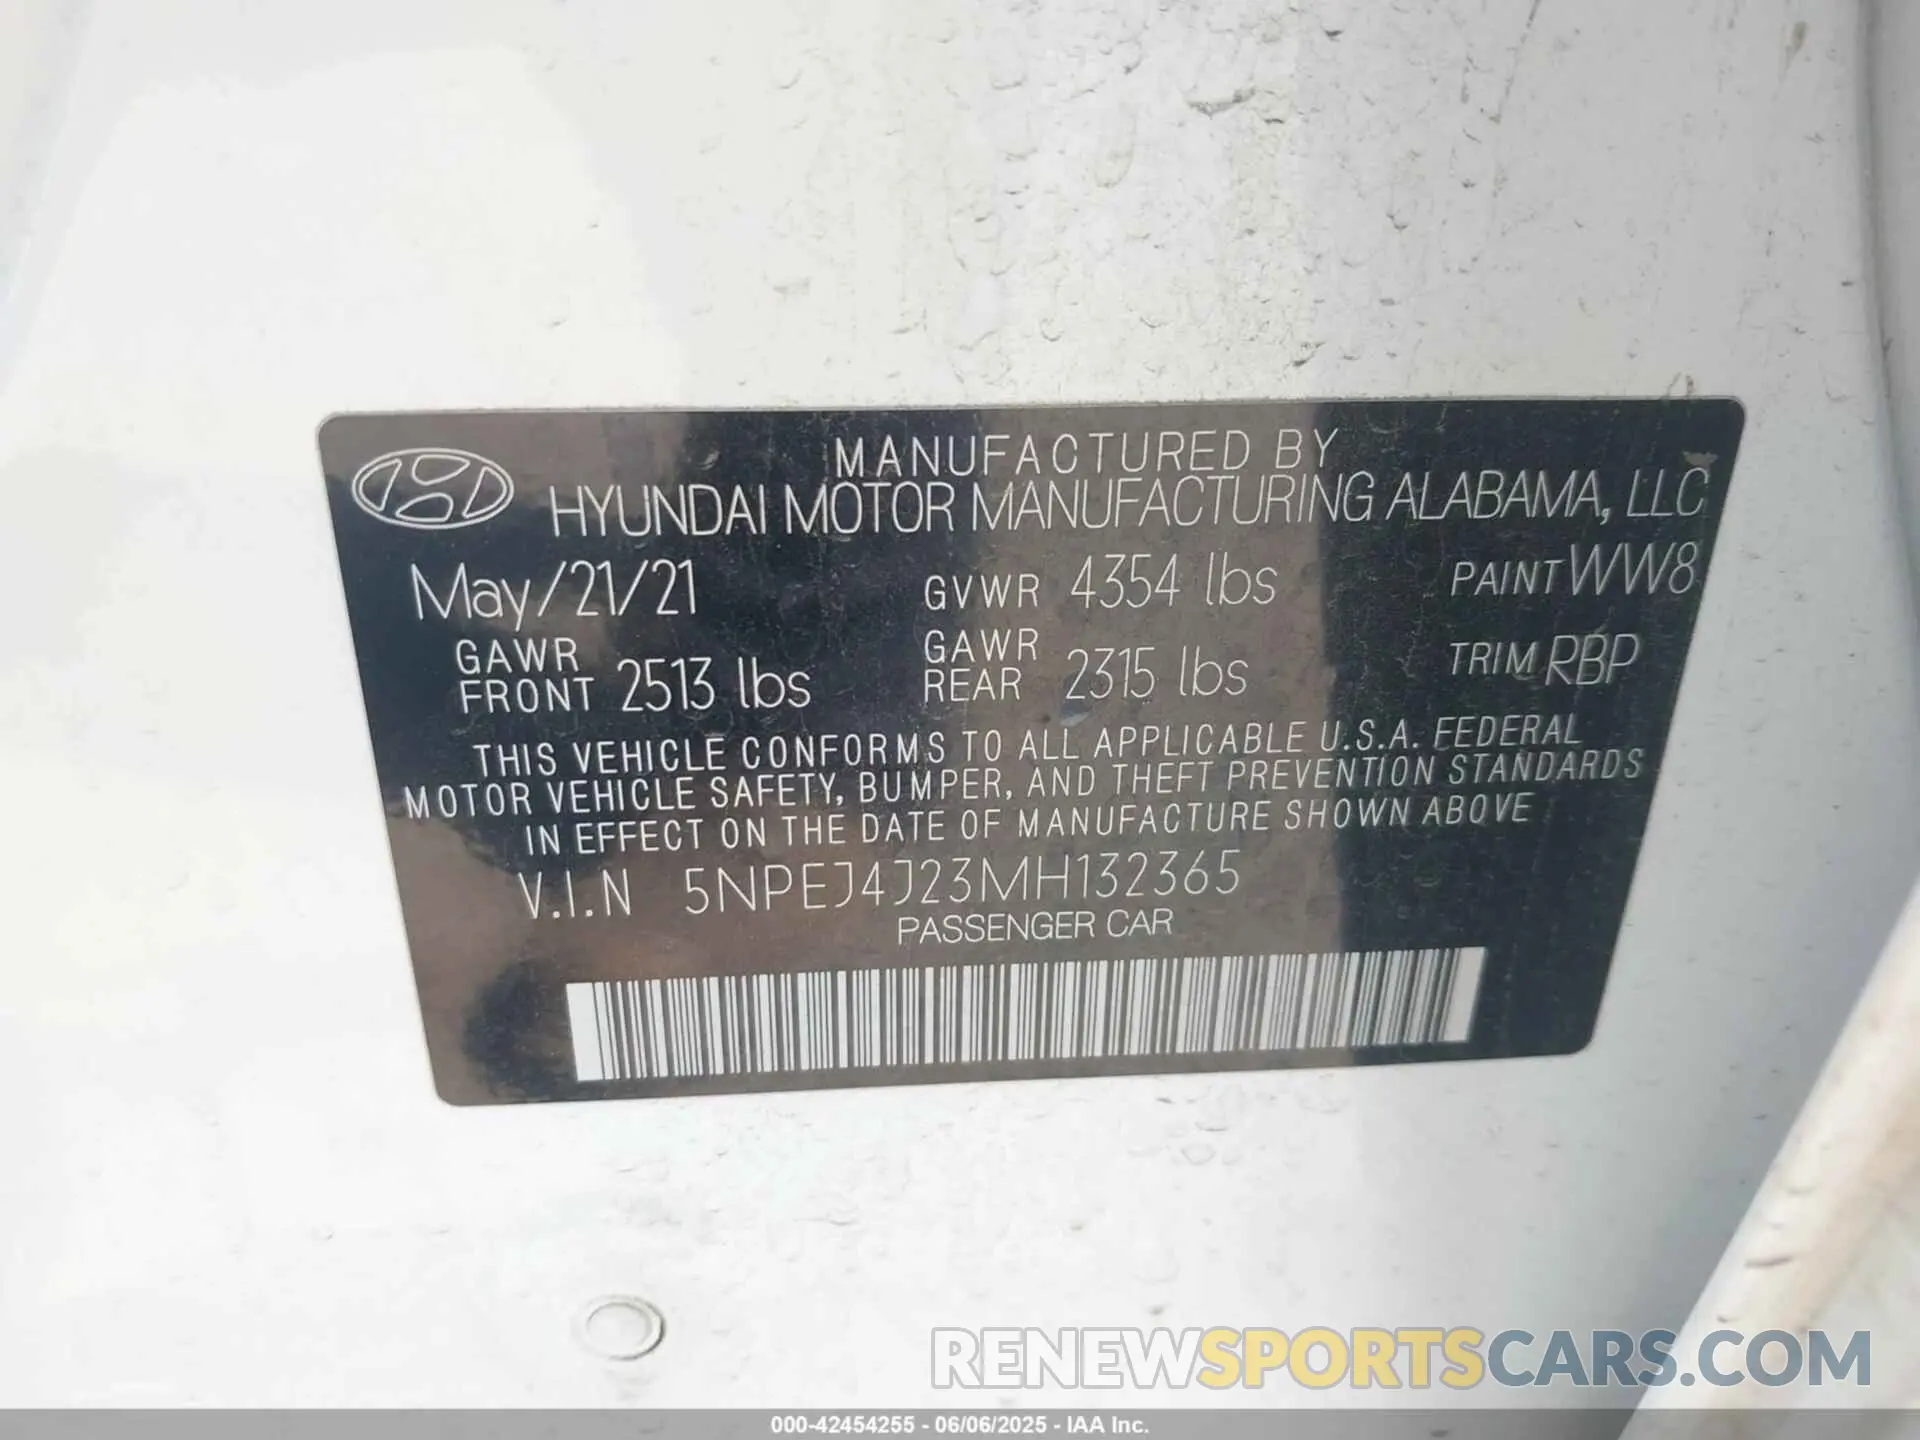 MANUFACTURED BY
HYUNDAI MOTOR MANUFACTURING ALABAMA, LLC
May/21/21 GVWR 4354 lbs PAINT WW8
GAWR FRONT 2513 lbs GAWR REAR 2315 lbs TRIM RBP
THIS VEHICLE CONFORMS TO ALL APPLICABLE U.S.A. FEDERAL
MOTOR VEHICLE SAFETY, BUMPER, AND THEFT PREVENTION STANDARDS
IN EFFECT ON THE DATE OF MANUFACTURE SHOWN ABOVE
V.I.N 5NPEJ4J23MH132365
PASSENGER CAR
RENEWSPORTSCARS.COM
000-42454255 - 06/06/2025 - IAA Inc.